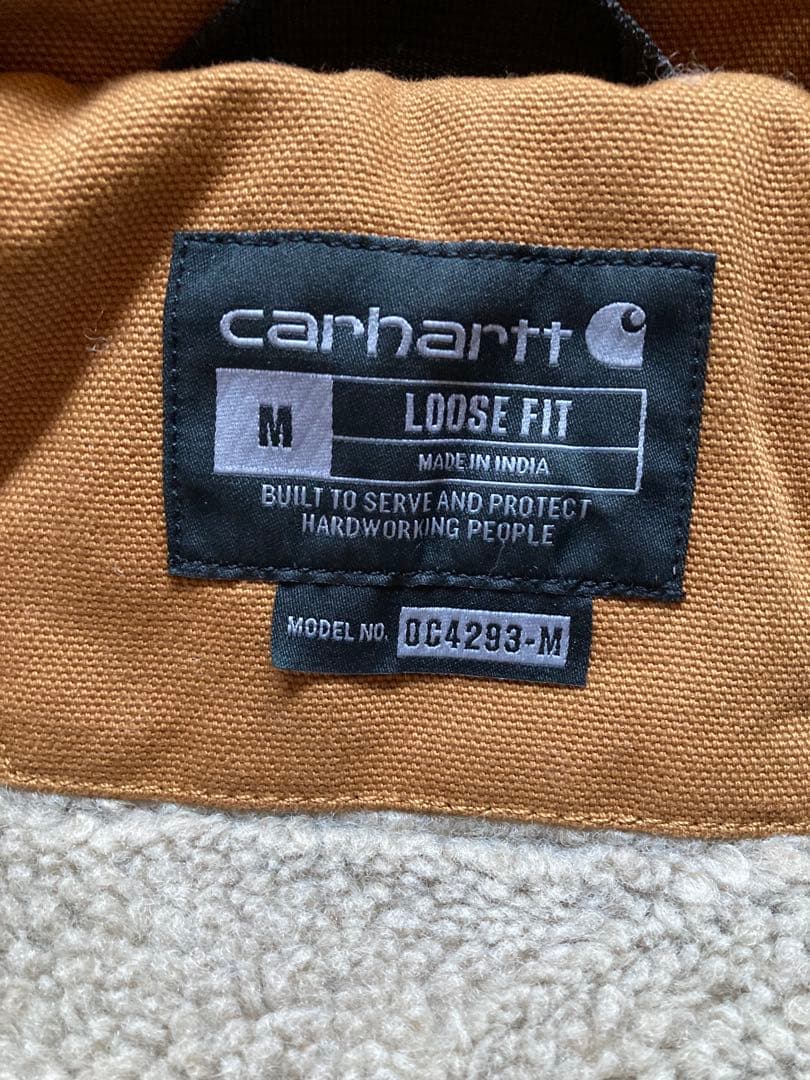 carhartt
M
LOOSE FIT
MADE IN INDIA
BUILT TO SERVE AND PROTECT
HARDWORKING PEOPLE
MODEL NO. OC4293-M